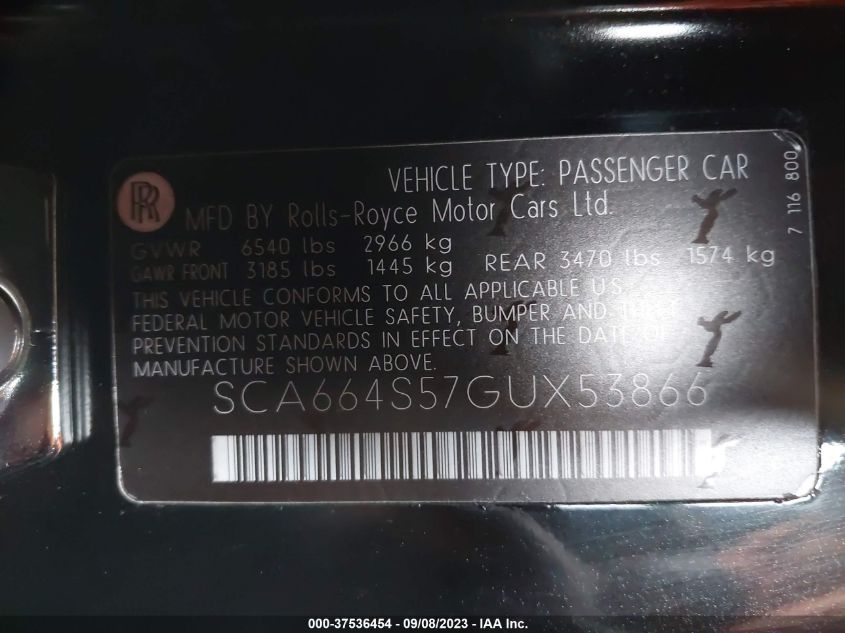 VEHICLE TYPE: PASSENGER CAR
RR
MFD BY Rolls-Royce Motor Cars Ltd.
GVWR 6540 lbs 2966 kg
GAWR FRONT 3185 lbs 1445 kg REAR 3470 lbs 1574 kg
THIS VEHICLE CONFORMS TO ALL APPLICABLE U.S.
FEDERAL MOTOR VEHICLE SAFETY, BUMPER AND THEFT
PREVENTION STANDARDS IN EFFECT ON THE DATE OF
MANUFACTURE SHOWN ABOVE.
SCA664S57GUX53866
7 116 800
000-37536454 - 09/08/2023 - IAA Inc.